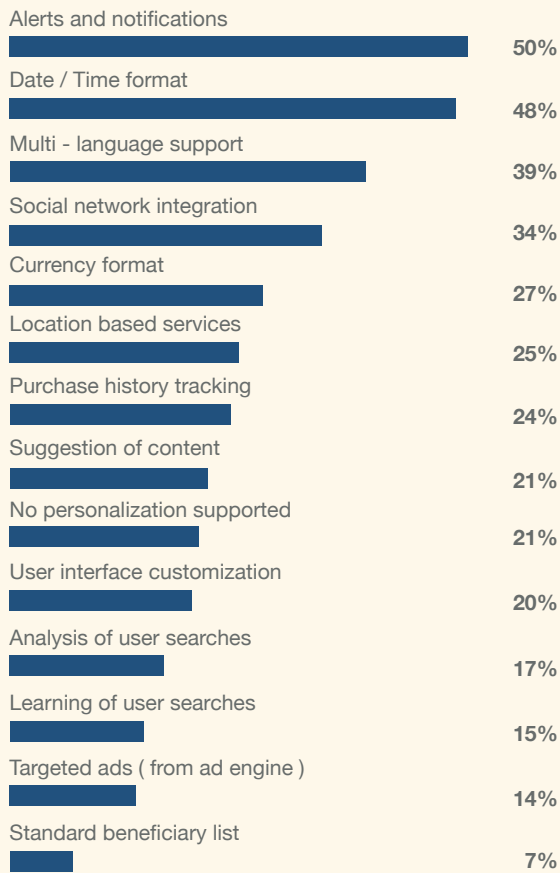 Alerts and notifications
50%
Date / Time format
48%
Multi - language support
39%
Social network integration
34%
Currency format
27%
Location based services
25%
Purchase history tracking
24%
Suggestion of content
21%
No personalization supported
21%
User interface customization
20%
Analysis of user searches
17%
Learning of user searches
15%
Targeted ads ( from ad engine )
14%
Standard beneficiary list
7%